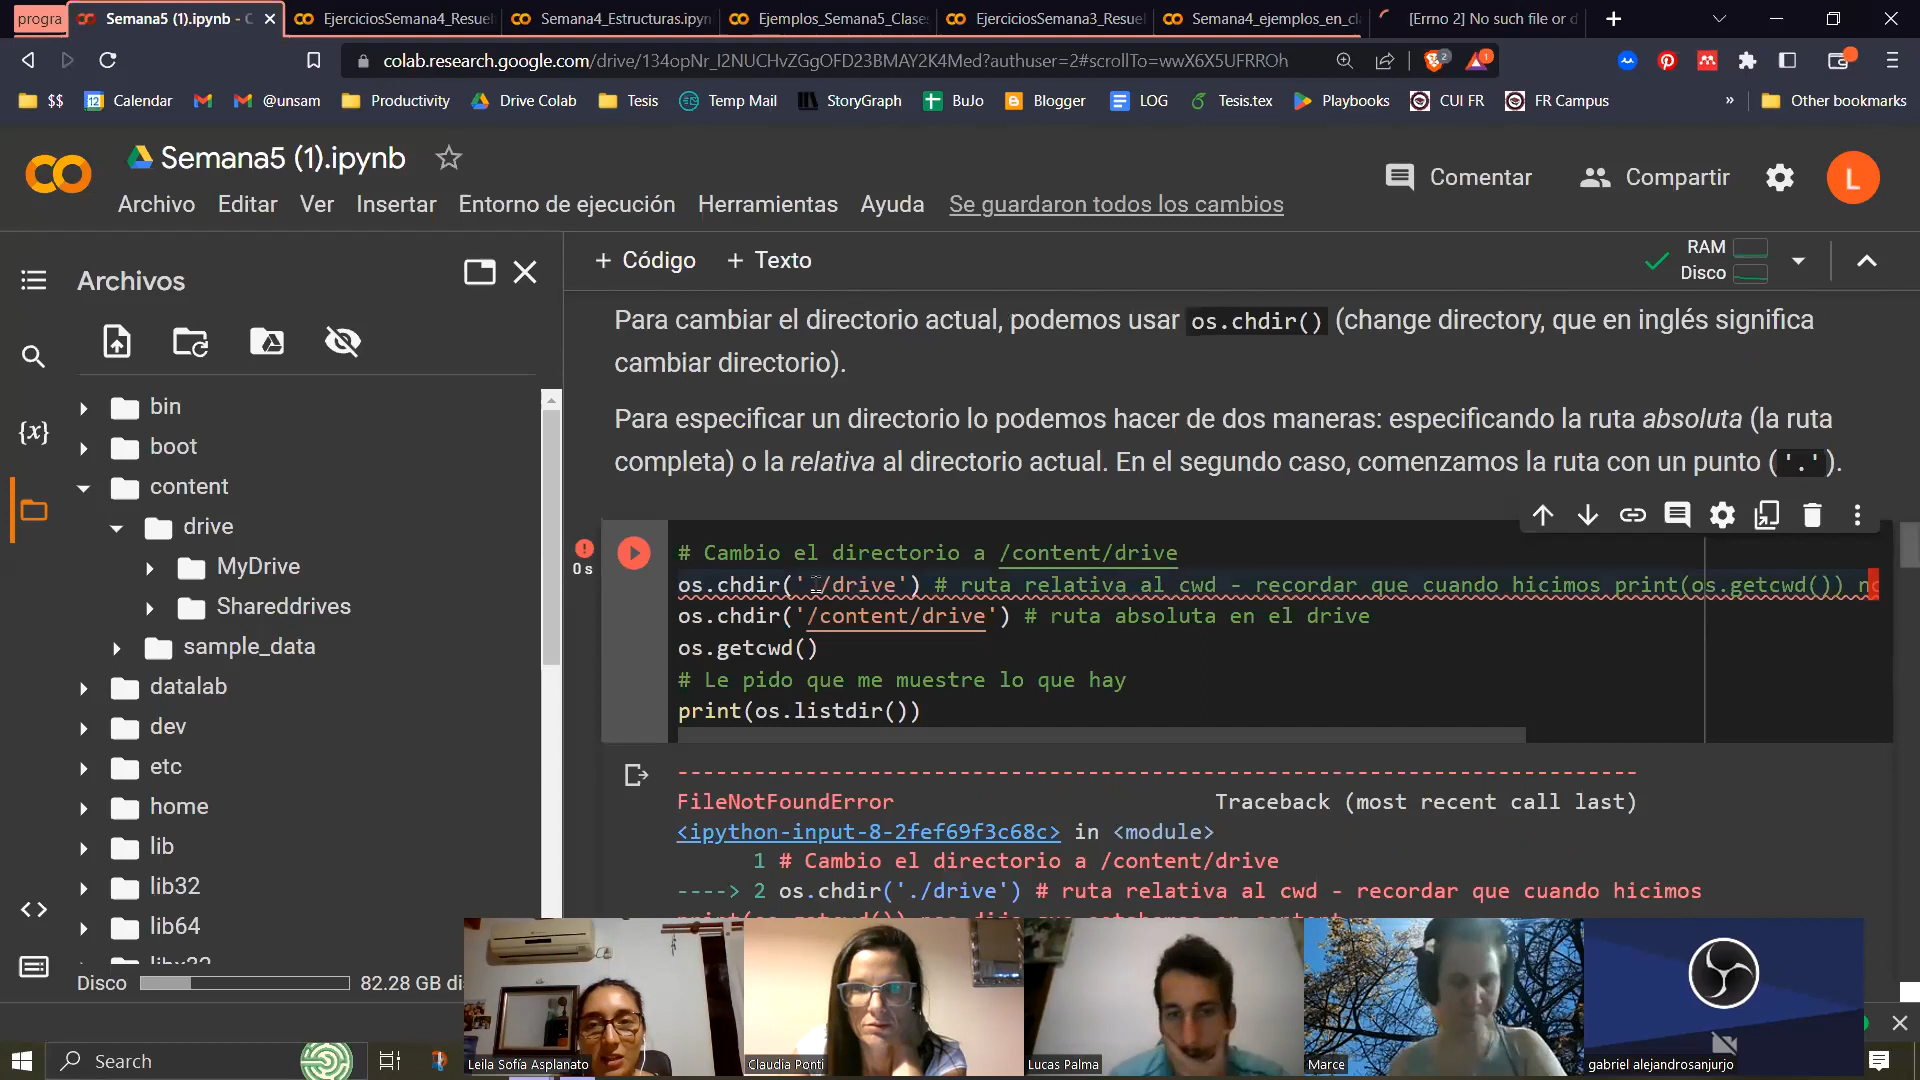 progra
Semana5 (1).ipynb - C
EjerciciosSemana4_Resuel
Semana4_Estructuras.ipyn
Ejemplos_Semana5_Clases
EjerciciosSemana3_Resue
Semana4_ejemplos_en_cl
[Errno 2] No such file or d
colab.research.google.com/drive/134opNr_I2NUCHvZGgOFD23BMAY2K4Med?authuser=2#scrollTo=wwX6X5UFRROh
2
1
$$
12
Calendar
@unsam
Productivity
Drive Colab
Tesis
Temp Mail
StoryGraph
BuJo
Blogger
LOG
Tesis.tex
Playbooks
CUI FR
FR Campus
»
Other bookmarks
Semana5 (1).ipynb
Comentar
Compartir
L
Archivo Editar Ver Insertar Entorno de ejecución Herramientas Ayuda Se guardaron todos los cambios
Archivos
+ Código + Texto
RAM
Disco
{x}
bin
boot
content
drive
MyDrive
Shareddrives
sample_data
datalab
dev
etc
home
lib
lib32
lib64
Disco
82.28 GB di
Para cambiar el directorio actual, podemos usar os.chdir() (change directory, que en inglés significa
cambiar directorio).
Para especificar un directorio lo podemos hacer de dos maneras: especificando la ruta absoluta (la ruta
completa) o la relativa al directorio actual. En el segundo caso, comenzamos la ruta con un punto ('.').
0 s
# Cambio el directorio a /content/drive
os.chdir('./drive') # ruta relativa al cwd - recordar que cuando hicimos print(os.getcwd()) no
os.chdir('/content/drive') # ruta absoluta en el drive
os.getcwd()
# Le pido que me muestre lo que hay
print(os.listdir())
---------------------------------------------------------------------------
FileNotFoundError Traceback (most recent call last)
<ipython-input-8-2fef69f3c68c> in <module>
1 # Cambio el directorio a /content/drive
----> 2 os.chdir('./drive') # ruta relativa al cwd - recordar que cuando hicimos
Leila Sofía Asplanato
Claudia Ponti
Lucas Palma
Marce
gabriel alejandrosanjurjo
Search